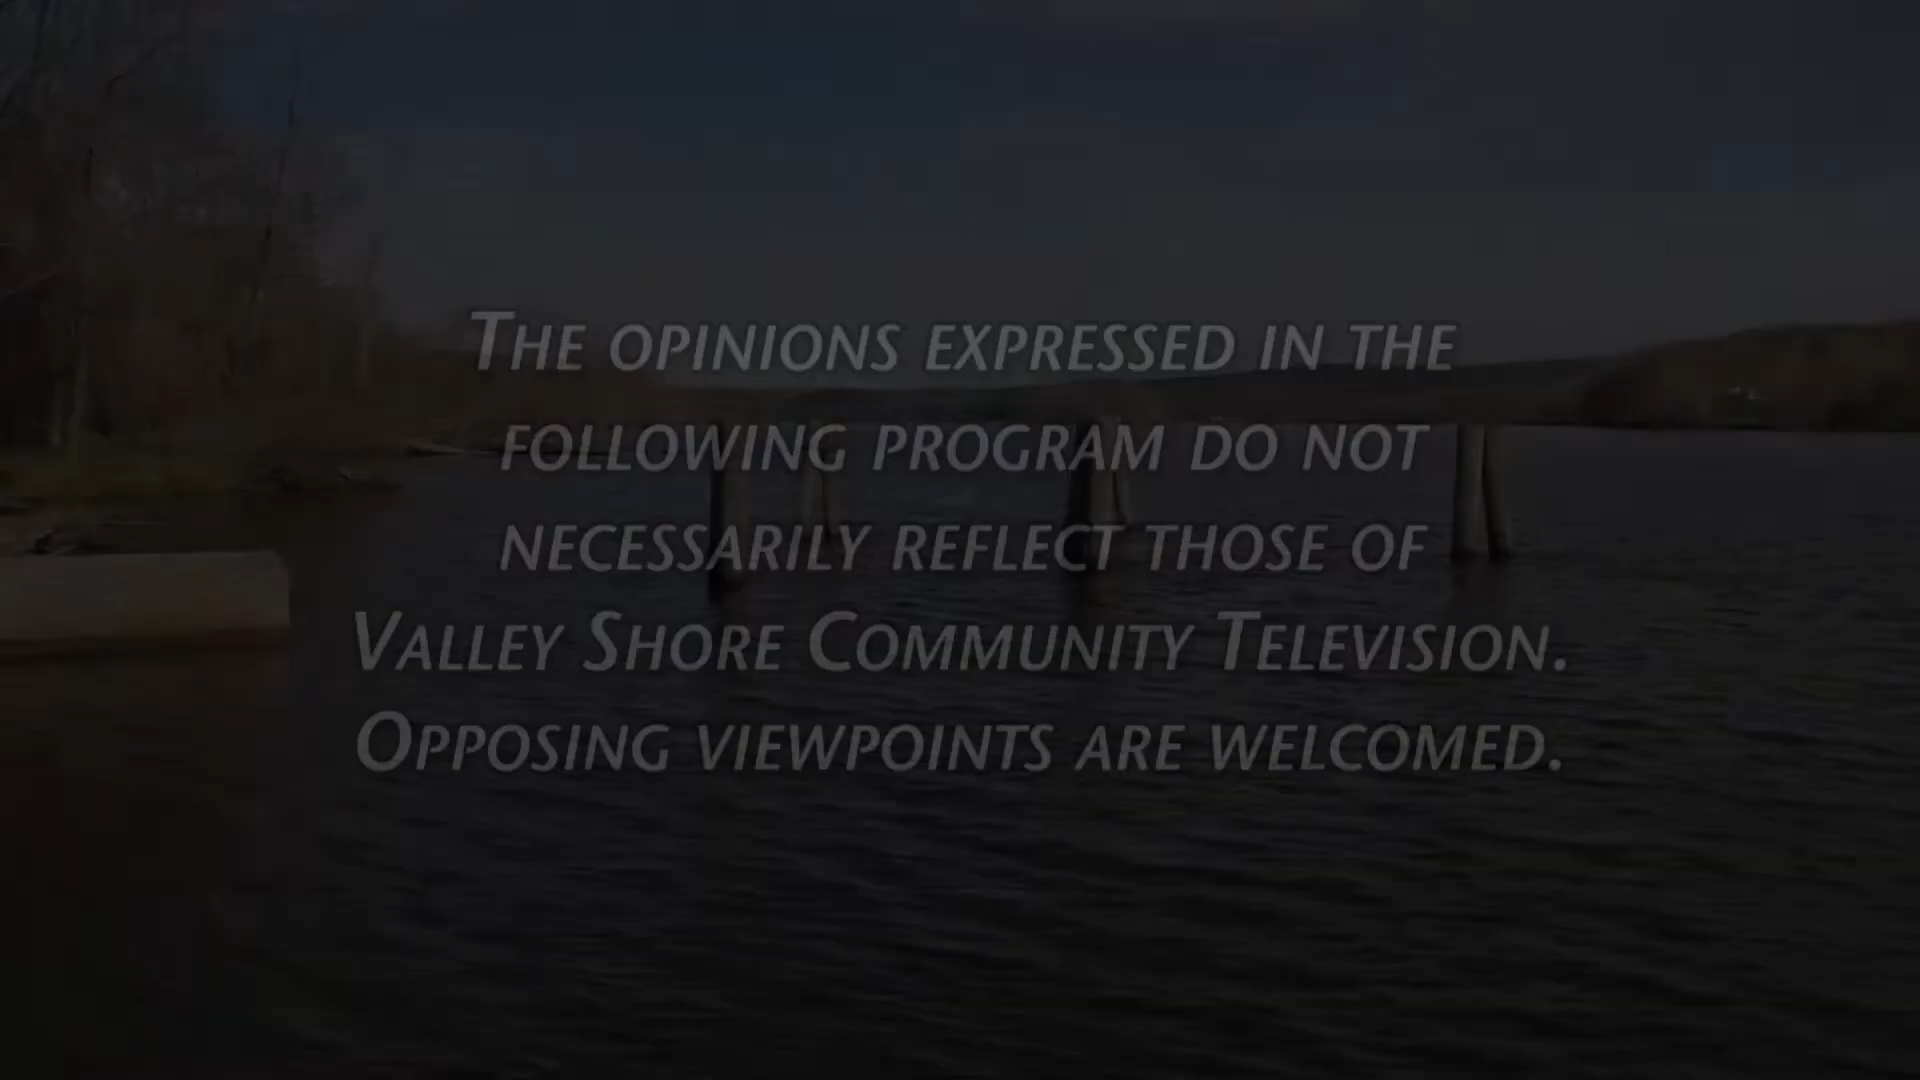 The opinions expressed in the
following program do not
necessarily reflect those of
Valley Shore Community Television.
Opposing viewpoints are welcomed.